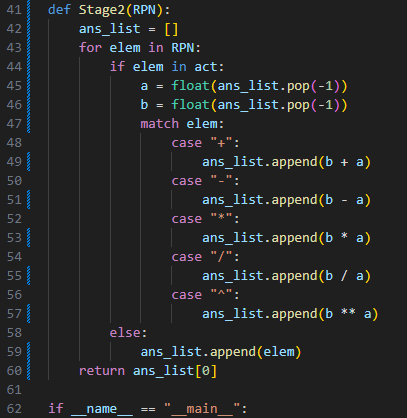 41 def Stage2(RPN):
42     ans_list = []
43     for elem in RPN:
44         if elem in act:
45             a = float(ans_list.pop(-1))
46             b = float(ans_list.pop(-1))
47             match elem:
48                 case "+":
49                     ans_list.append(b + a)
50                 case "-":
51                     ans_list.append(b - a)
52                 case "*":
53                     ans_list.append(b * a)
54                 case "/":
55                     ans_list.append(b / a)
56                 case "^":
57                     ans_list.append(b ** a)
58         else:
59             ans_list.append(elem)
60     return ans_list[0]
61
62 if __name__ == "__main__":